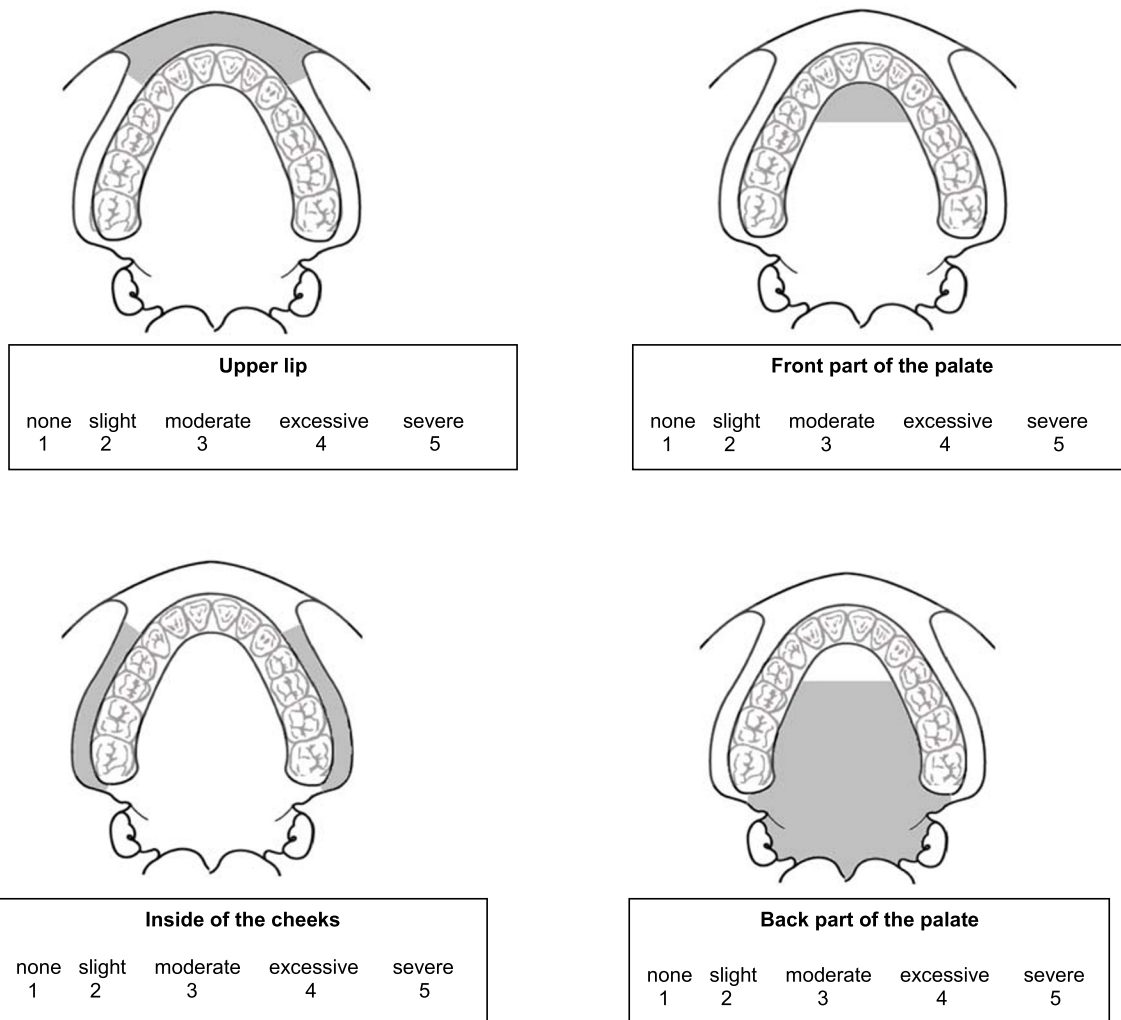 Upper lip
none slight moderate excessive severe
1 2 3 4 5
Front part of the palate
none slight moderate excessive severe
1 2 3 4 5
Inside of the cheeks
none slight moderate excessive severe
1 2 3 4 5
Back part of the palate
none slight moderate excessive severe
1 2 3 4 5